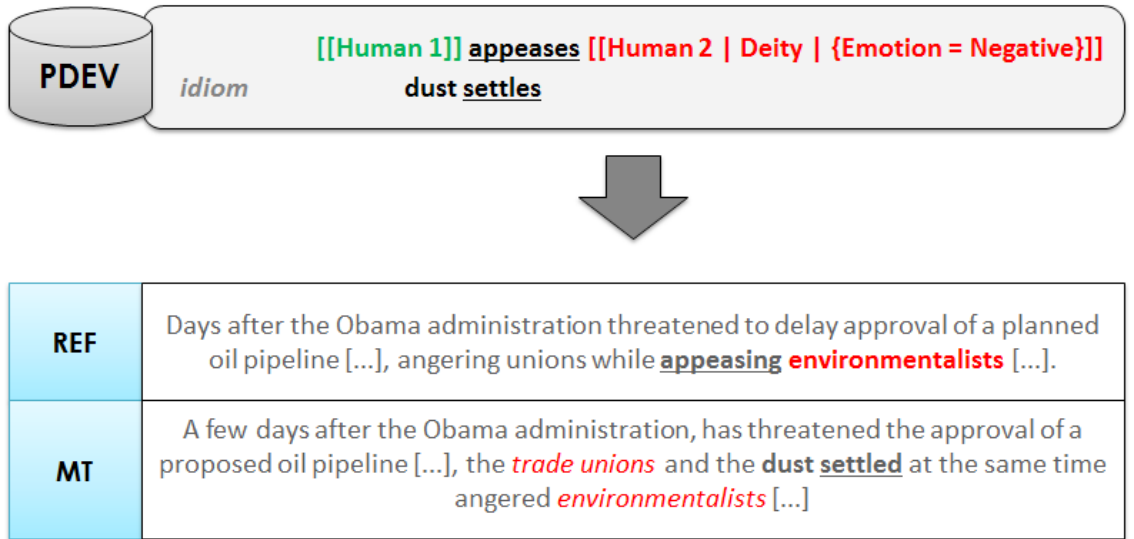 PDEV
[[Human 1]] appeases [[Human 2 | Deity | {Emotion = Negative}]]
idiom dust settles
REF
Days after the Obama administration threatened to delay approval of a planned
oil pipeline [...], angering unions while appeasing environmentalists [...].
MT
A few days after the Obama administration, has threatened the approval of a
proposed oil pipeline [...], the trade unions and the dust settled at the same time
angered environmentalists [...]